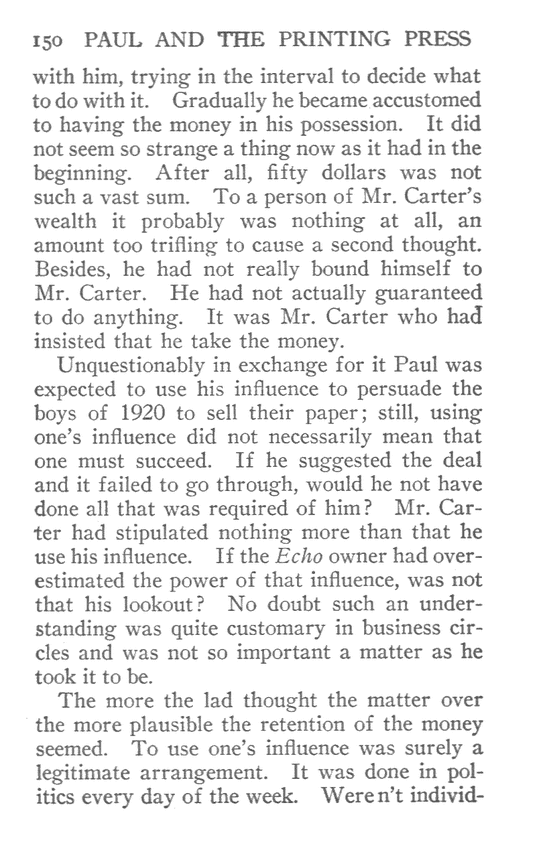 150 PAUL AND THE PRINTING PRESS
with him, trying in the interval to decide what
to do with it. Gradually he became accustomed
to having the money in his possession. It did
not seem so strange a thing now as it had in the
beginning. After all, fifty dollars was not
such a vast sum. To a person of Mr. Carter's
wealth it probably was nothing at all, an
amount too trifling to cause a second thought.
Besides, he had not really bound himself to
Mr. Carter. He had not actually guaranteed
to do anything. It was Mr. Carter who had
insisted that he take the money.
Unquestionably in exchange for it Paul was
expected to use his influence to persuade the
boys of 1920 to sell their paper; still, using
one's influence did not necessarily mean that
one must succeed. If he suggested the deal
and it failed to go through, would he not have
done all that was required of him? Mr. Car-
ter had stipulated nothing more than that he
use his influence. If the Echo owner had over-
estimated the power of that influence, was not
that his lookout? No doubt such an under-
standing was quite customary in business cir-
cles and was not so important a matter as he
took it to be.
The more the lad thought the matter over
the more plausible the retention of the money
seemed. To use one's influence was surely a
legitimate arrangement. It was done in pol-
itics every day of the week. Weren't individ-